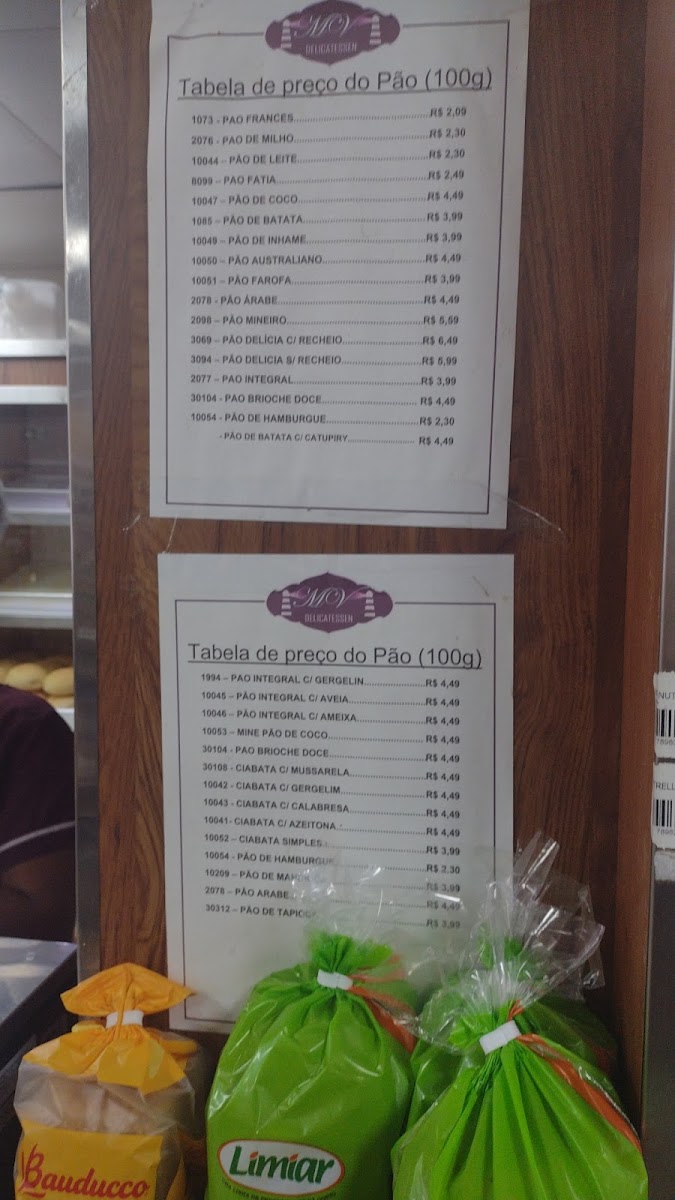 MV
DELICATESSEN
Tabela de preço do Pão (100g)
1073 - PAO FRANCES.....R$ 2,09
2076 - PAO DE MILHO.....R$ 2,30
10044 – PÃO DE LEITE.....R$ 2,30
8099 – PAO FATIA.....R$ 2,49
10047 - PÃO DE COCO.....R$ 4,49
1085 – PÃO DE BATATA.....R$ 3,99
10049 – PÃO DE INHAME.....R$ 3,99
10050 – PÃO AUSTRALIANO.....R$ 4,49
10051 – PÃO FAROFA.....R$ 3,99
2078 - PÃO ÁRABE.....R$ 4,49
2098 – PÃO MINEIRO.....R$ 5,59
3069 – PÃO DELÍCIA C/ RECHEIO.....R$ 6,49
3094 – PÃO DELICIA S/ RECHEIO.....R$ 5,99
2077 – PAO INTEGRAL.....R$ 3,99
30104 - PAO BRIOCHE DOCE.....R$ 4,49
10054 - PÃO DE HAMBURGUE.....R$ 2,30
- PÃO DE BATATA C/ CATUPIRY.....R$ 4,49
MV
DELICATESSEN
Tabela de preço do Pão (100g)
1994 – PAO INTEGRAL C/ GERGELIN.....R$ 4,49
10045 – PÃO INTEGRAL C/ AVEIA.....R$ 4,49
10046 – PÃO INTEGRAL C/ AMEIXA.....R$ 4,49
10053 – MINE PÃO DE COCO.....R$ 4,49
30104 - PAO BRIOCHE DOCE.....R$ 4,49
30108 - CIABATA C/ MUSSARELA.....R$ 4,49
10042 - CIABATA C/ GERGELIM.....R$ 4,49
10043 - CIABATA C/ CALABRESA.....R$ 4,49
10041- CIABATA C/ AZEITONA.....R$ 4,49
10052 – CIABATA SIMPLES.....R$ 3,99
10054 - PÃO DE HAMBURGUE R$ 2,30
10209 – PÃO DE R$ 3,99
2078 – PÃO ARABE.....R$ 4,49
30312 – PÃO DE TAPIOCA R$ 3,99
Bauducco
Limiar